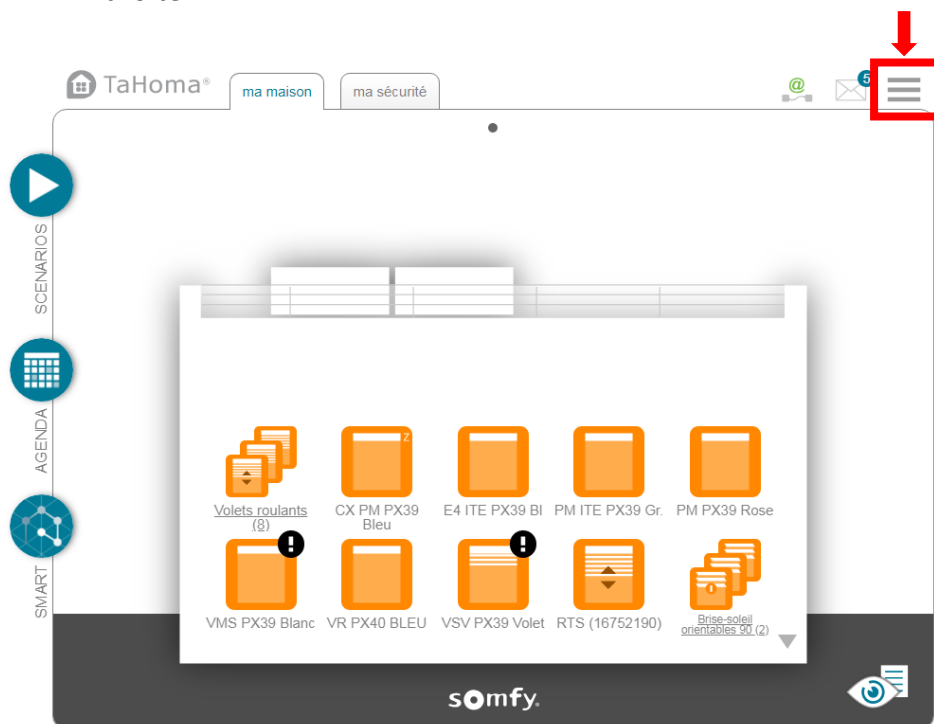 TaHoma®
ma maison
ma sécurité
@
5
SCENARIOS
AGENDA
SMART
Volets roulants
(8)
Z
CX PM PX39
Bleu
E4 ITE PX39 Bl
PM ITE PX39 Gr.
PM PX39 Rose
VMS PX39 Blanc
VR PX40 BLEU
VSV PX39 Volet
RTS (16752190)
Brise-soleil
orientables 90 (2)
somfy.